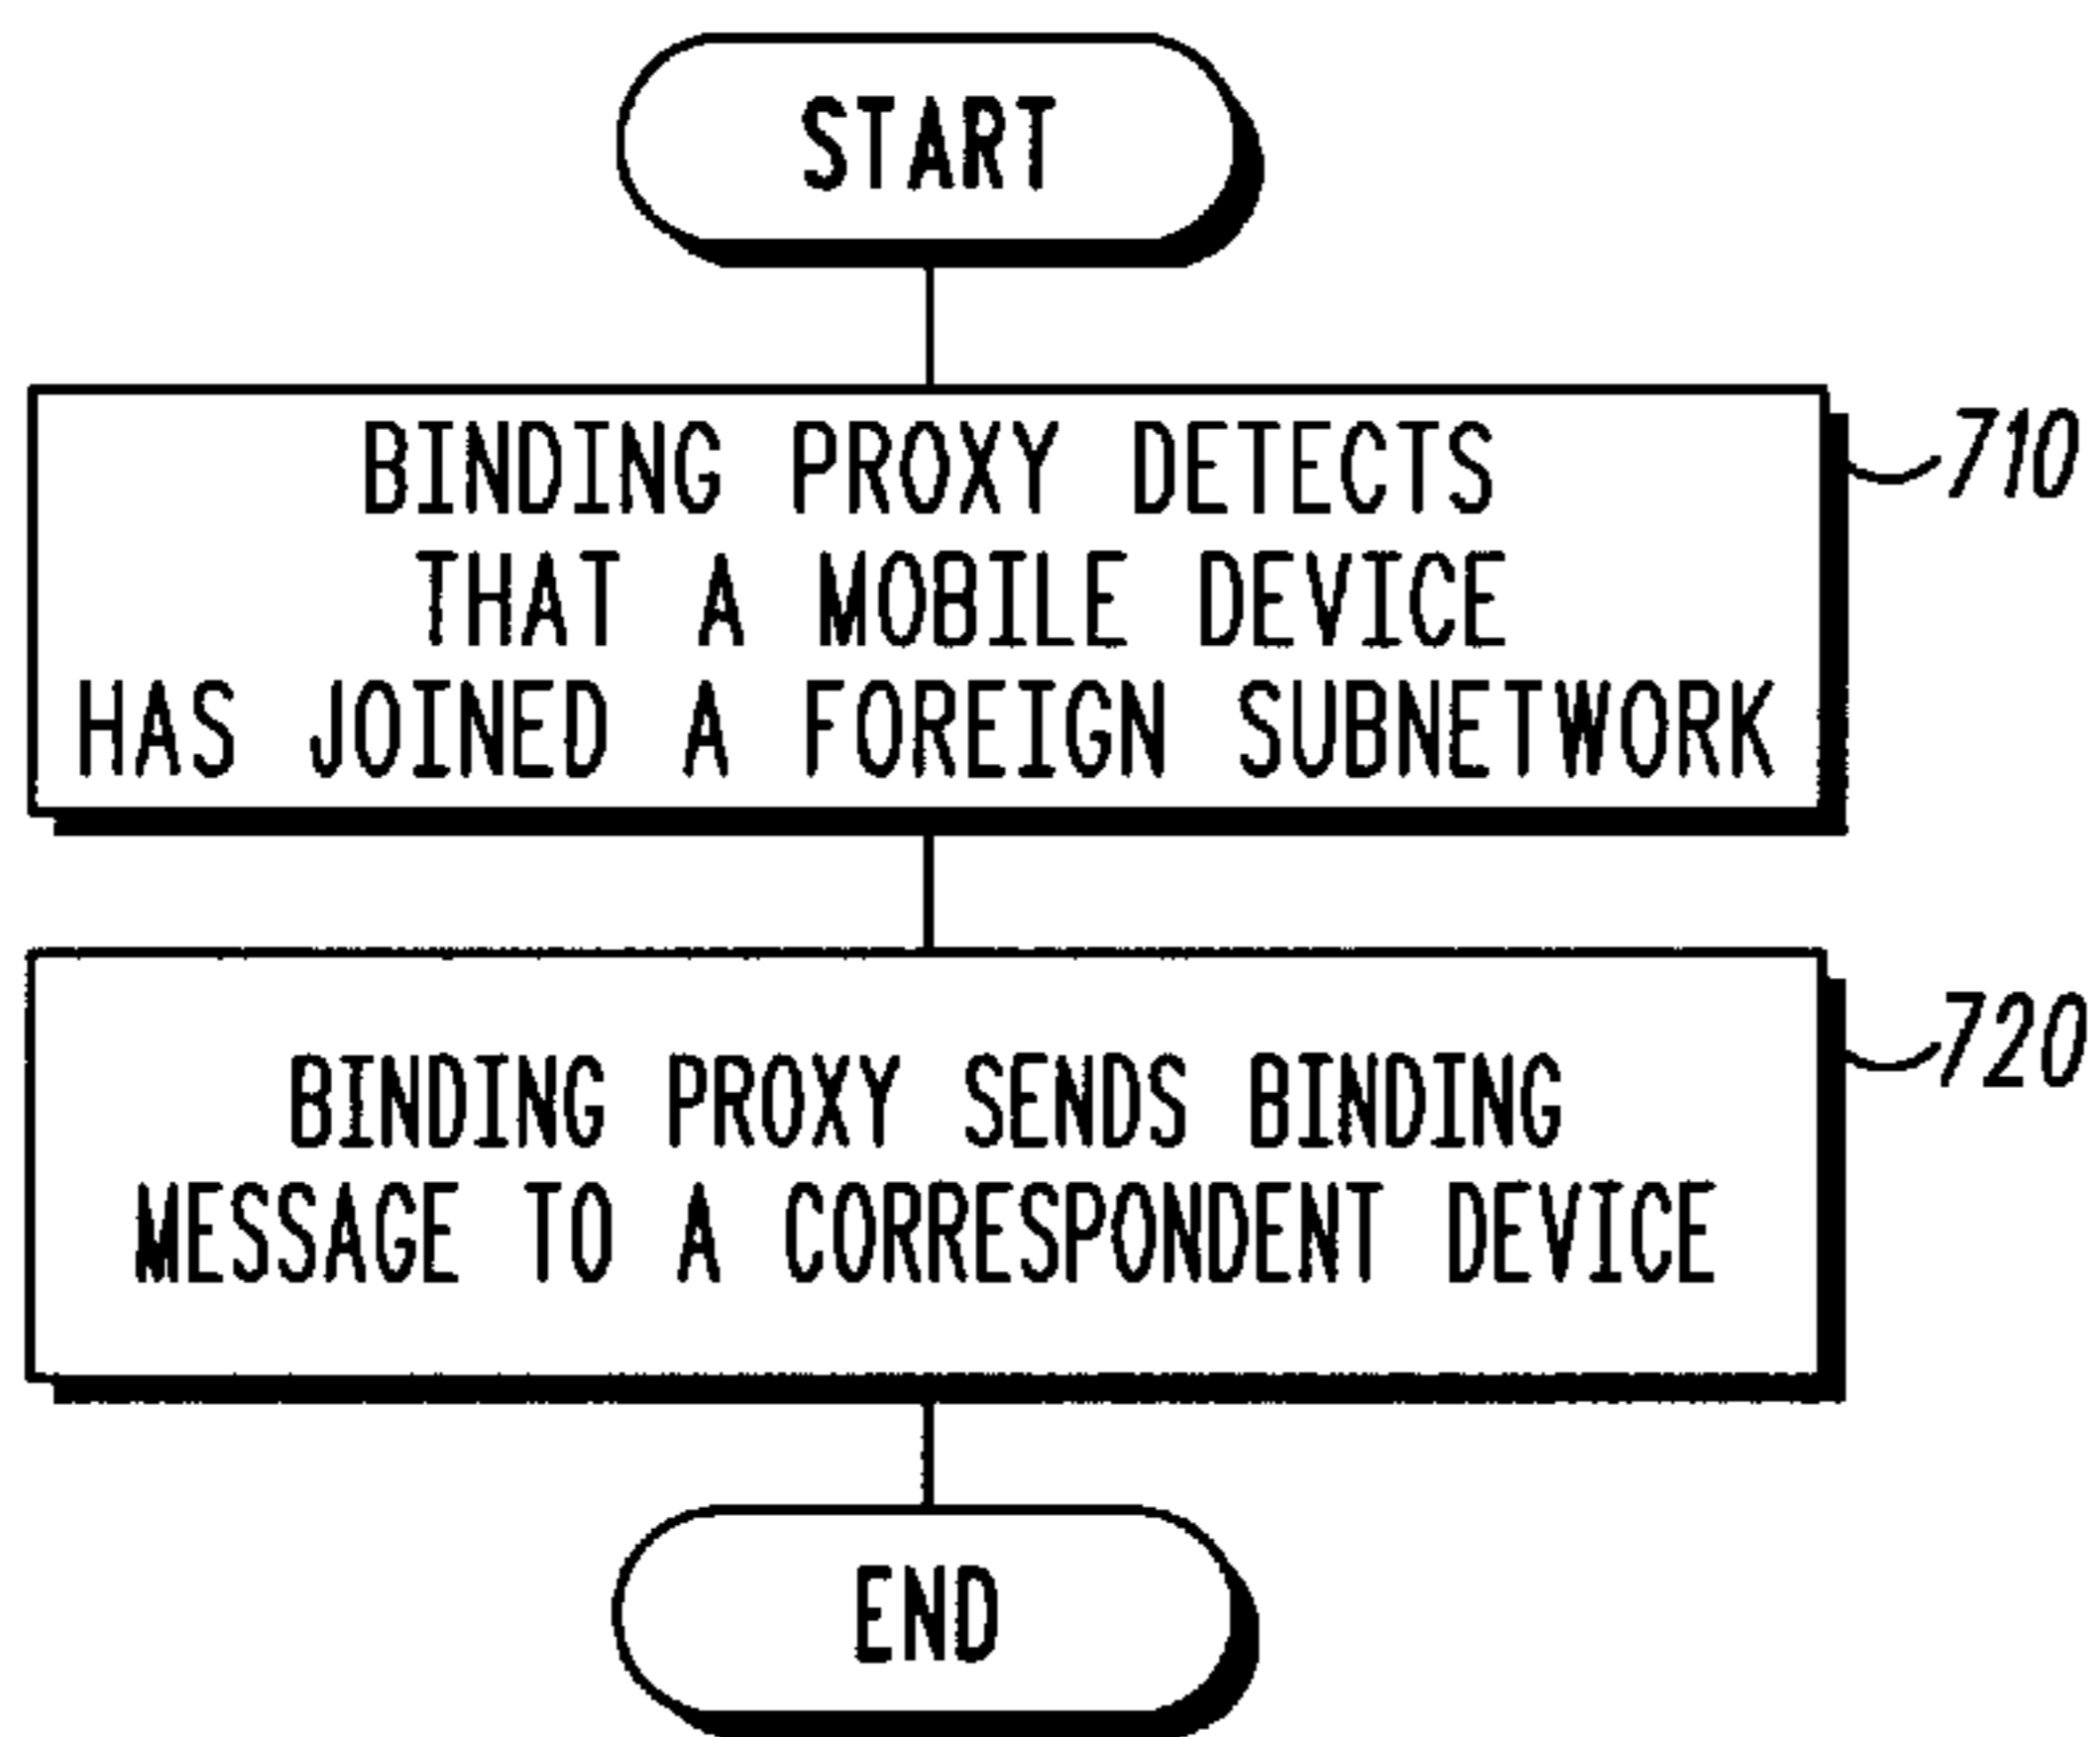 START
BINDING PROXY DETECTS
THAT A MOBILE DEVICE
HAS JOINED A FOREIGN SUBNETWORK
710
BINDING PROXY SENDS BINDING
MESSAGE TO A CORRESPONDENT DEVICE
720
END